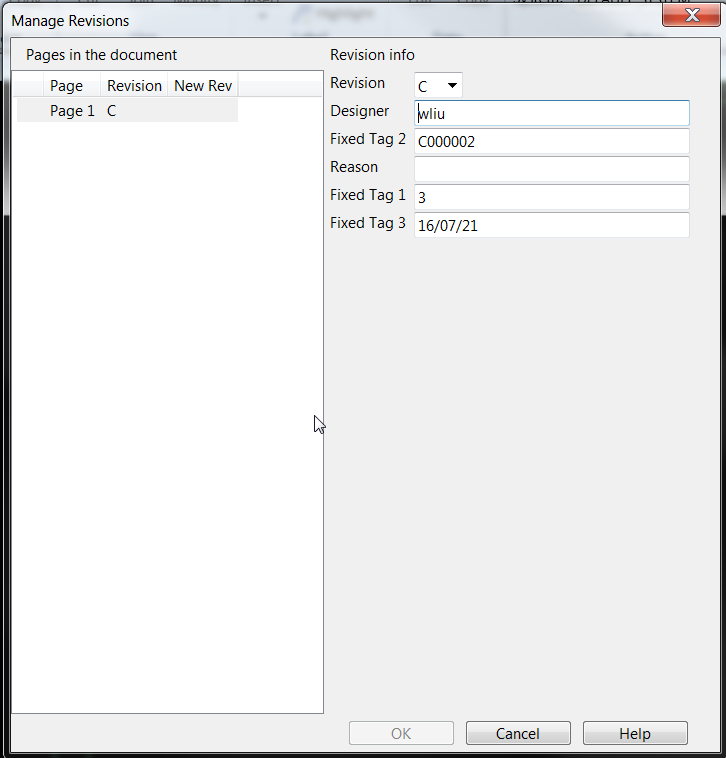 Manage Revisions
Pages in the document
Page Revision New Rev
Page 1 C
Revision info
Revision C
Designer wliu
Fixed Tag 2 C000002
Reason
Fixed Tag 1 3
Fixed Tag 3 16/07/21
OK Cancel Help